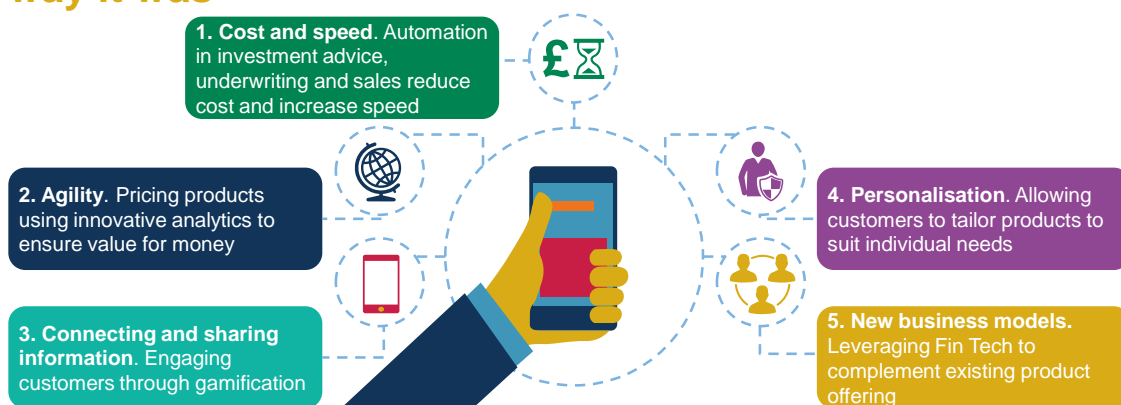 way it was
1. Cost and speed. Automation
in investment advice,
underwriting and sales reduce
cost and increase speed
£
2. Agility. Pricing products
using innovative analytics to
ensure value for money
3. Connecting and sharing
information. Engaging
customers through gamification
4. Personalisation. Allowing
customers to tailor products to
suit individual needs
5. New business models.
Leveraging Fin Tech to
complement existing product
offering